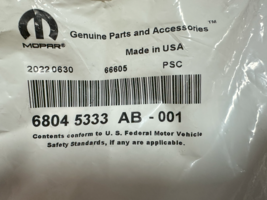 Genuine Parts and Accessories™
MOPAR®
Made in USA
20220630 66605 PSC
6804 5333 AB - 001
Contents conform to U. S. Federal Motor Vehicle
Safety Standards, if any are applicable.